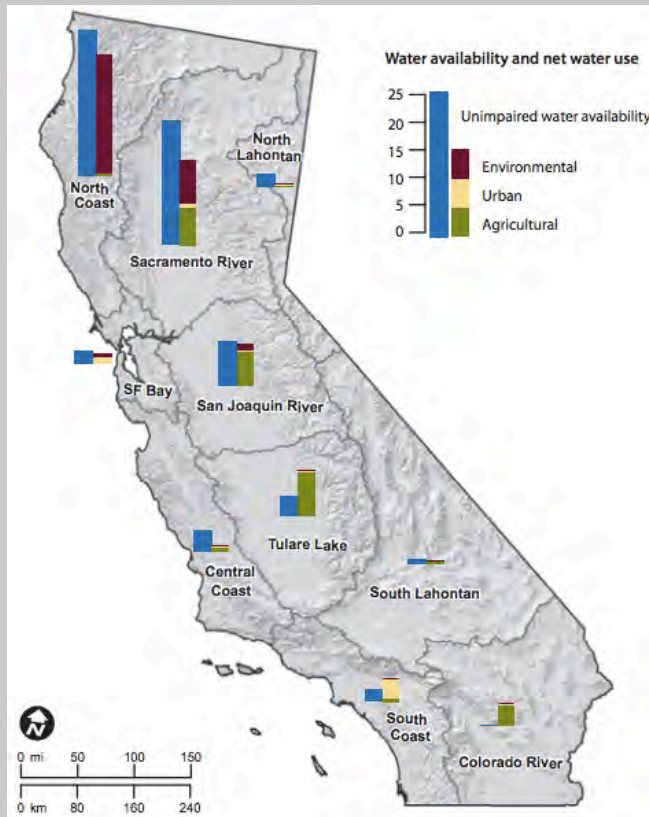 Water availability and net water use
25
20
15
10
5
0
Unimpaired water availability
Environmental
Urban
Agricultural
North
Coast
North
Lahontan
Sacramento River
SF Bay
San Joaquin River
Tulare Lake
Central
Coast
South Lahontan
South
Coast
Colorado River
N
0 mi 50 100 150
0 km 80 160 240